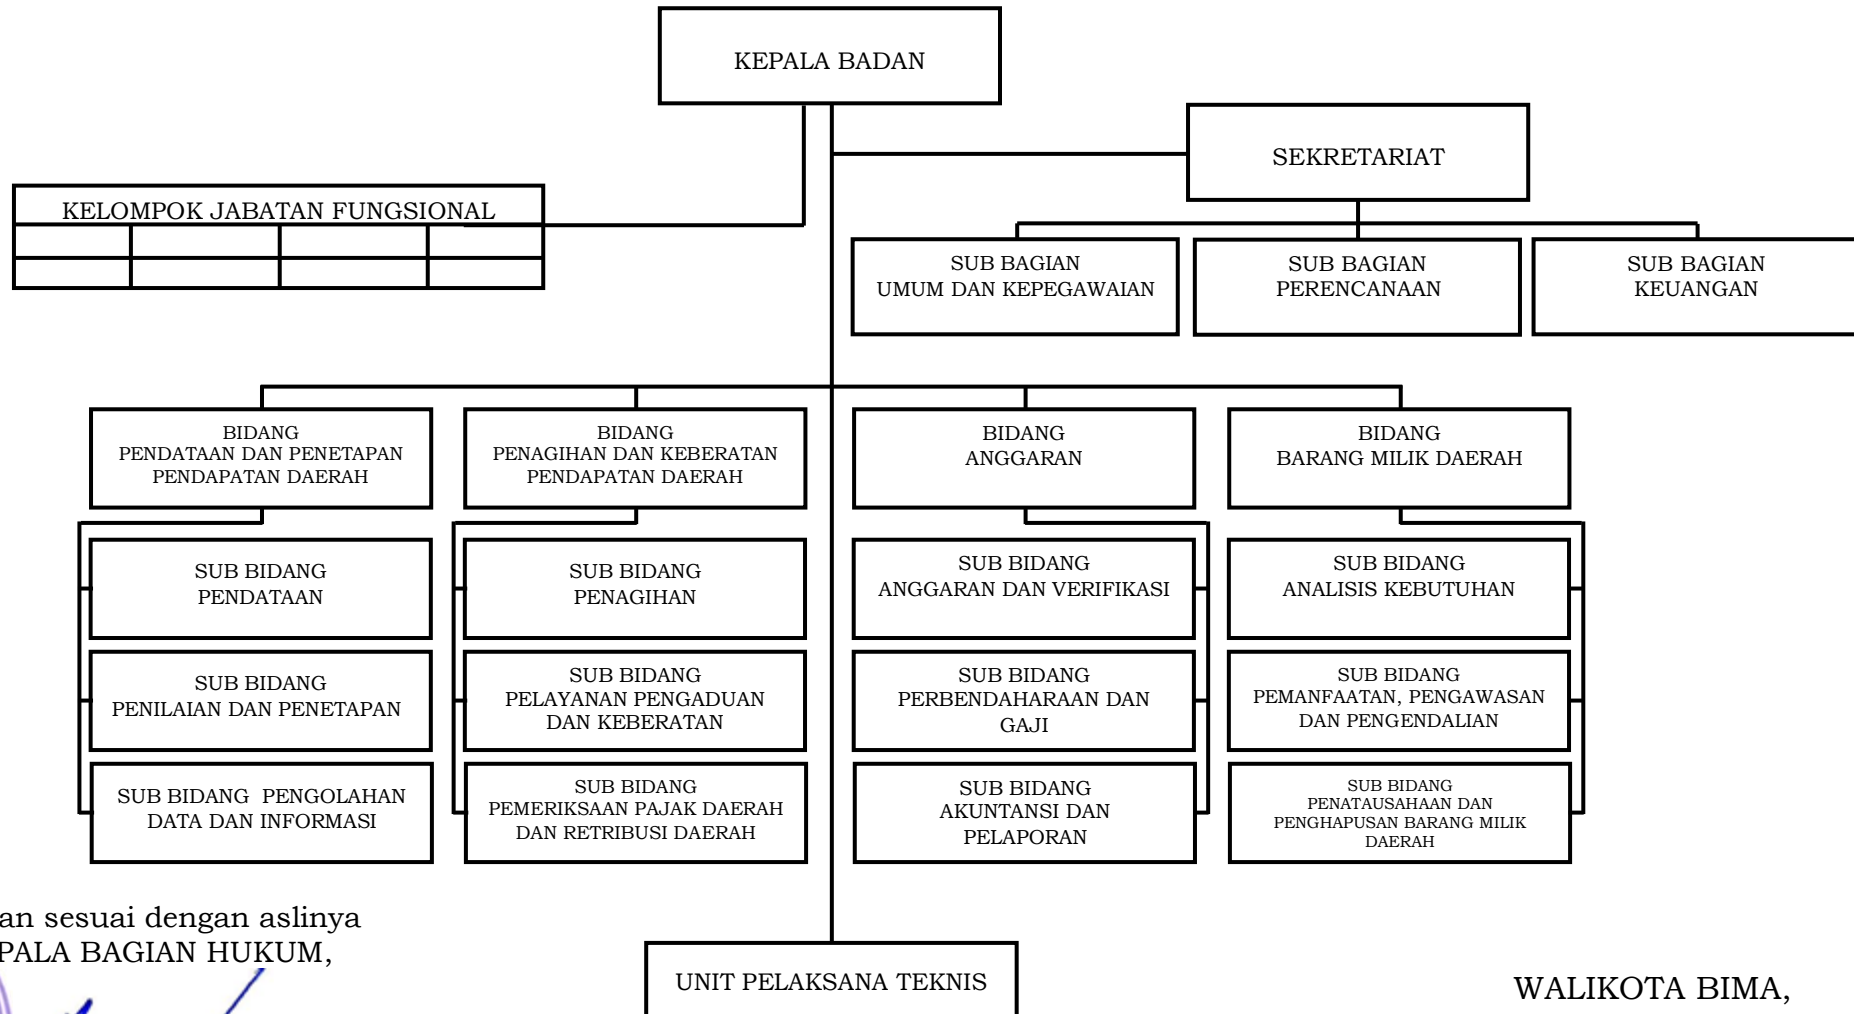 KEPALA BADAN
SEKRETARIAT
KELOMPOK JABATAN FUNGSIONAL
SUB BAGIAN
UMUM DAN KEPEGAWAIAN
SUB BAGIAN
PERENCANAAN
SUB BAGIAN
KEUANGAN
BIDANG
PENDATAAN DAN PENETAPAN
PENDAPATAN DAERAH
BIDANG
PENAGIHAN DAN KEBERATAN
PENDAPATAN DAERAH
BIDANG
ANGGARAN
BIDANG
BARANG MILIK DAERAH
SUB BIDANG
PENDATAAN
SUB BIDANG
PENAGIHAN
SUB BIDANG
ANGGARAN DAN VERIFIKASI
SUB BIDANG
ANALISIS KEBUTUHAN
SUB BIDANG
PENILAIAN DAN PENETAPAN
SUB BIDANG
PELAYANAN PENGADUAN
DAN KEBERATAN
SUB BIDANG
PERBENDAHARAAN DAN
GAJI
SUB BIDANG
PEMANFAATAN, PENGAWASAN
DAN PENGENDALIAN
SUB BIDANG PENGOLAHAN
DATA DAN INFORMASI
SUB BIDANG
PEMERIKSAAN PAJAK DAERAH
DAN RETRIBUSI DAERAH
SUB BIDANG
AKUNTANSI DAN
PELAPORAN
SUB BIDANG
PENATAUSAHAAN DAN
PENGHAPUSAN BARANG MILIK
DAERAH
an sesuai dengan aslinya
PALA BAGIAN HUKUM,
UNIT PELAKSANA TEKNIS
WALIKOTA BIMA,